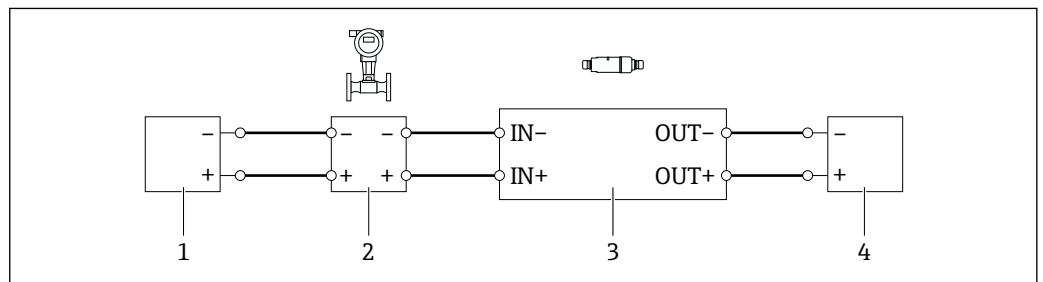 − − − IN− OUT− −
+ + + IN+ OUT+ +
1 2 3 4